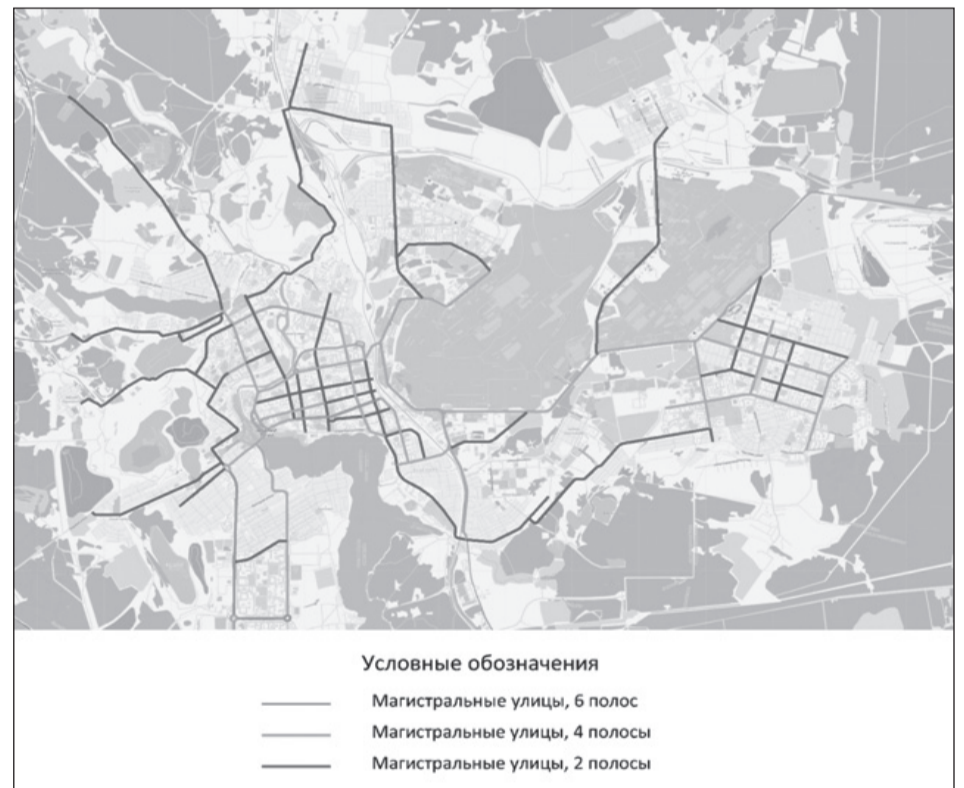 Условные обозначения
Магистральные улицы, 6 полос
Магистральные улицы, 4 полосы
Магистральные улицы, 2 полосы